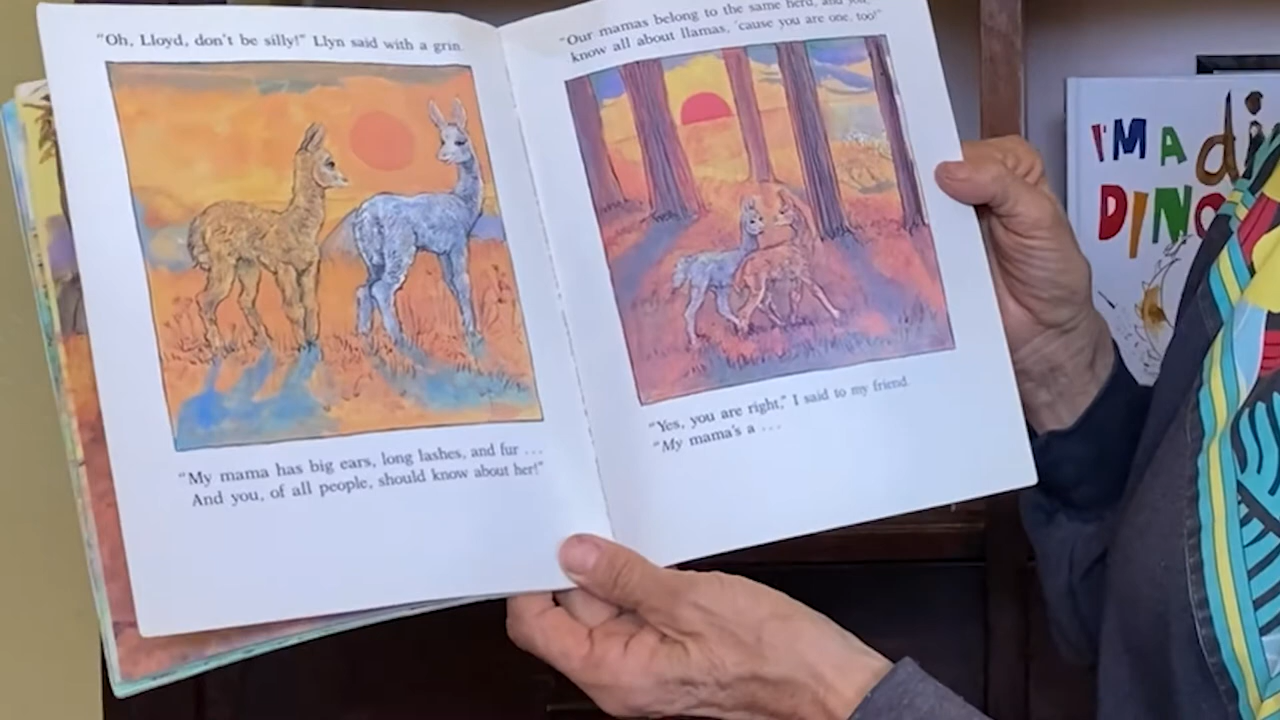 "Oh, Lloyd, don't be silly!" Llyn said with a grin.
"My mama has big ears, long lashes, and fur . . .
And you, of all people, should know about her!"
"Our mamas belong to the same herd, and you,
know all about llamas, 'cause you are one, too!"
"Yes, you are right," I said to my friend.
"My mama's a . . .
I'M A di
DINO